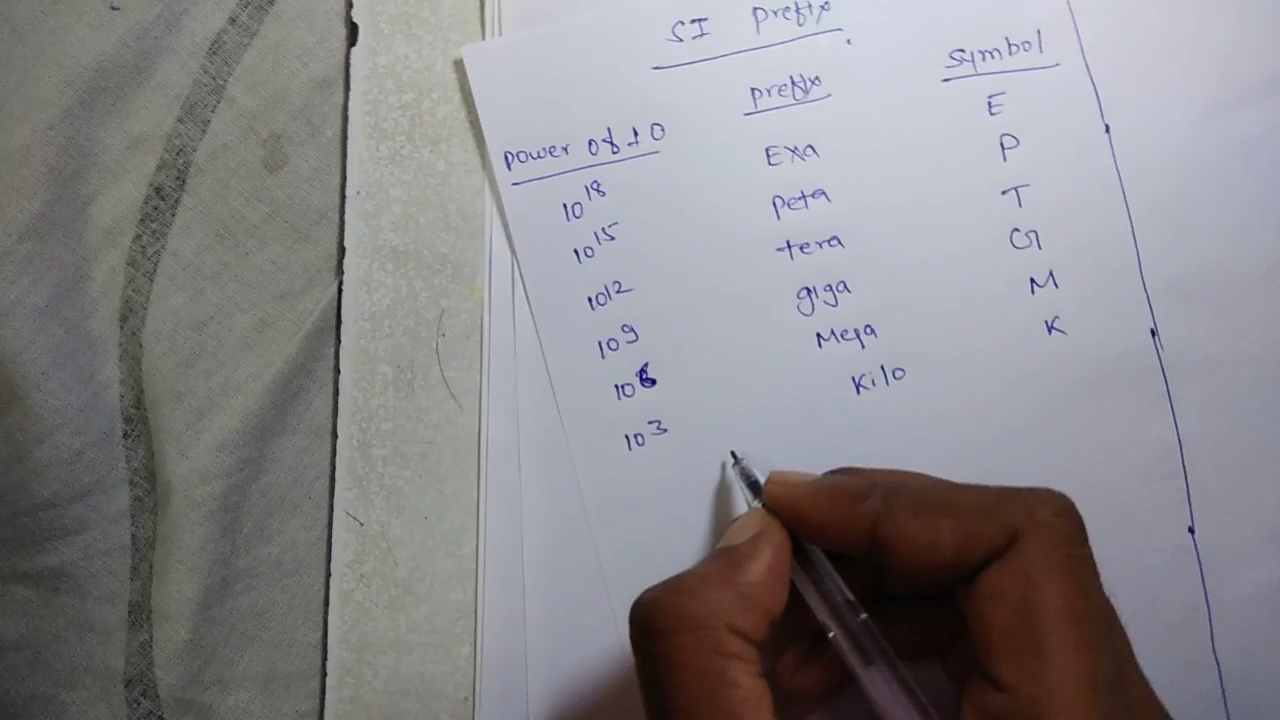 SI Prefix
Power of 10 Prefix Symbol
10^18 Exa E
10^15 Peta P
10^12 tera T
10^9 giga G
10^6 Mega M
10^3 Kilo K